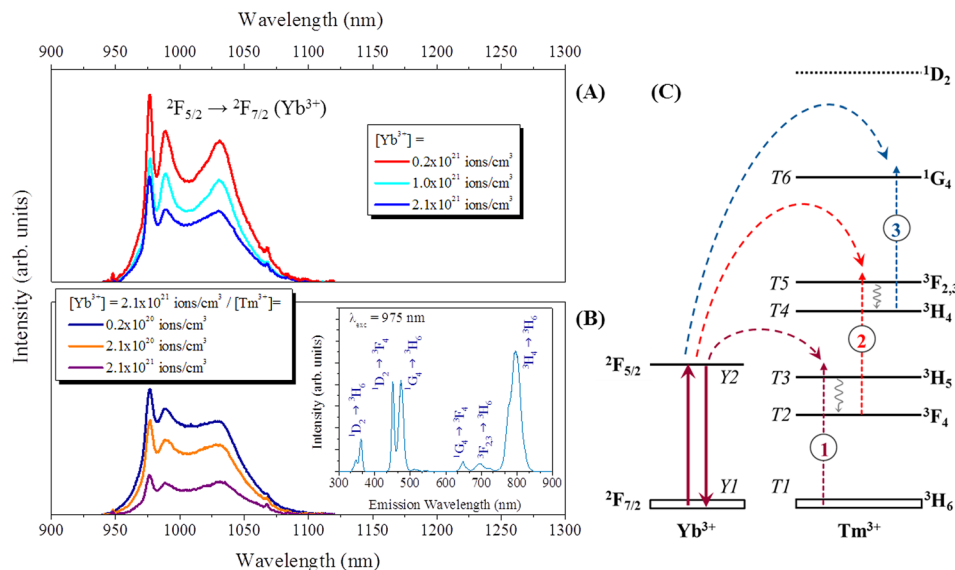 Wavelength (nm)
900 950 1000 1050 1100 1150 1200 1250 1300
Intensity (arb. units)
(A)
²F₅/₂ → ²F₇/₂ (Yb³⁺)
[Yb³⁺] =
0.2x10²¹ ions/cm³
1.0x10²¹ ions/cm³
2.1x10²¹ ions/cm³
(B)
[Yb³⁺] = 2.1x10²¹ ions/cm³ / [Tm³⁺]=
0.2x10²⁰ ions/cm³
2.1x10²⁰ ions/cm³
2.1x10²¹ ions/cm³
λₑₓc = 975 nm
Intensity (arb. units)
¹D₂ → ³H₆
¹D₂ → ³F₄
¹G₄ → ³H₆
¹G₄ → ³F₄
³F₂,₃ → ³H₆
³H₄ → ³H₆
300 400 500 600 700 800 900
Emission Wavelength (nm)
900 950 1000 1050 1100 1150 1200 1250 1300
Wavelength (nm)
(C)
¹D₂
T6 ¹G₄
3
T5 ³F₂,₃
T4 ³H₄
2
²F₅/₂ Y2
T3 ³H₅
T2 ³F₄
1
²F₇/₂ Y1
T1 ³H₆
Yb³⁺ Tm³⁺